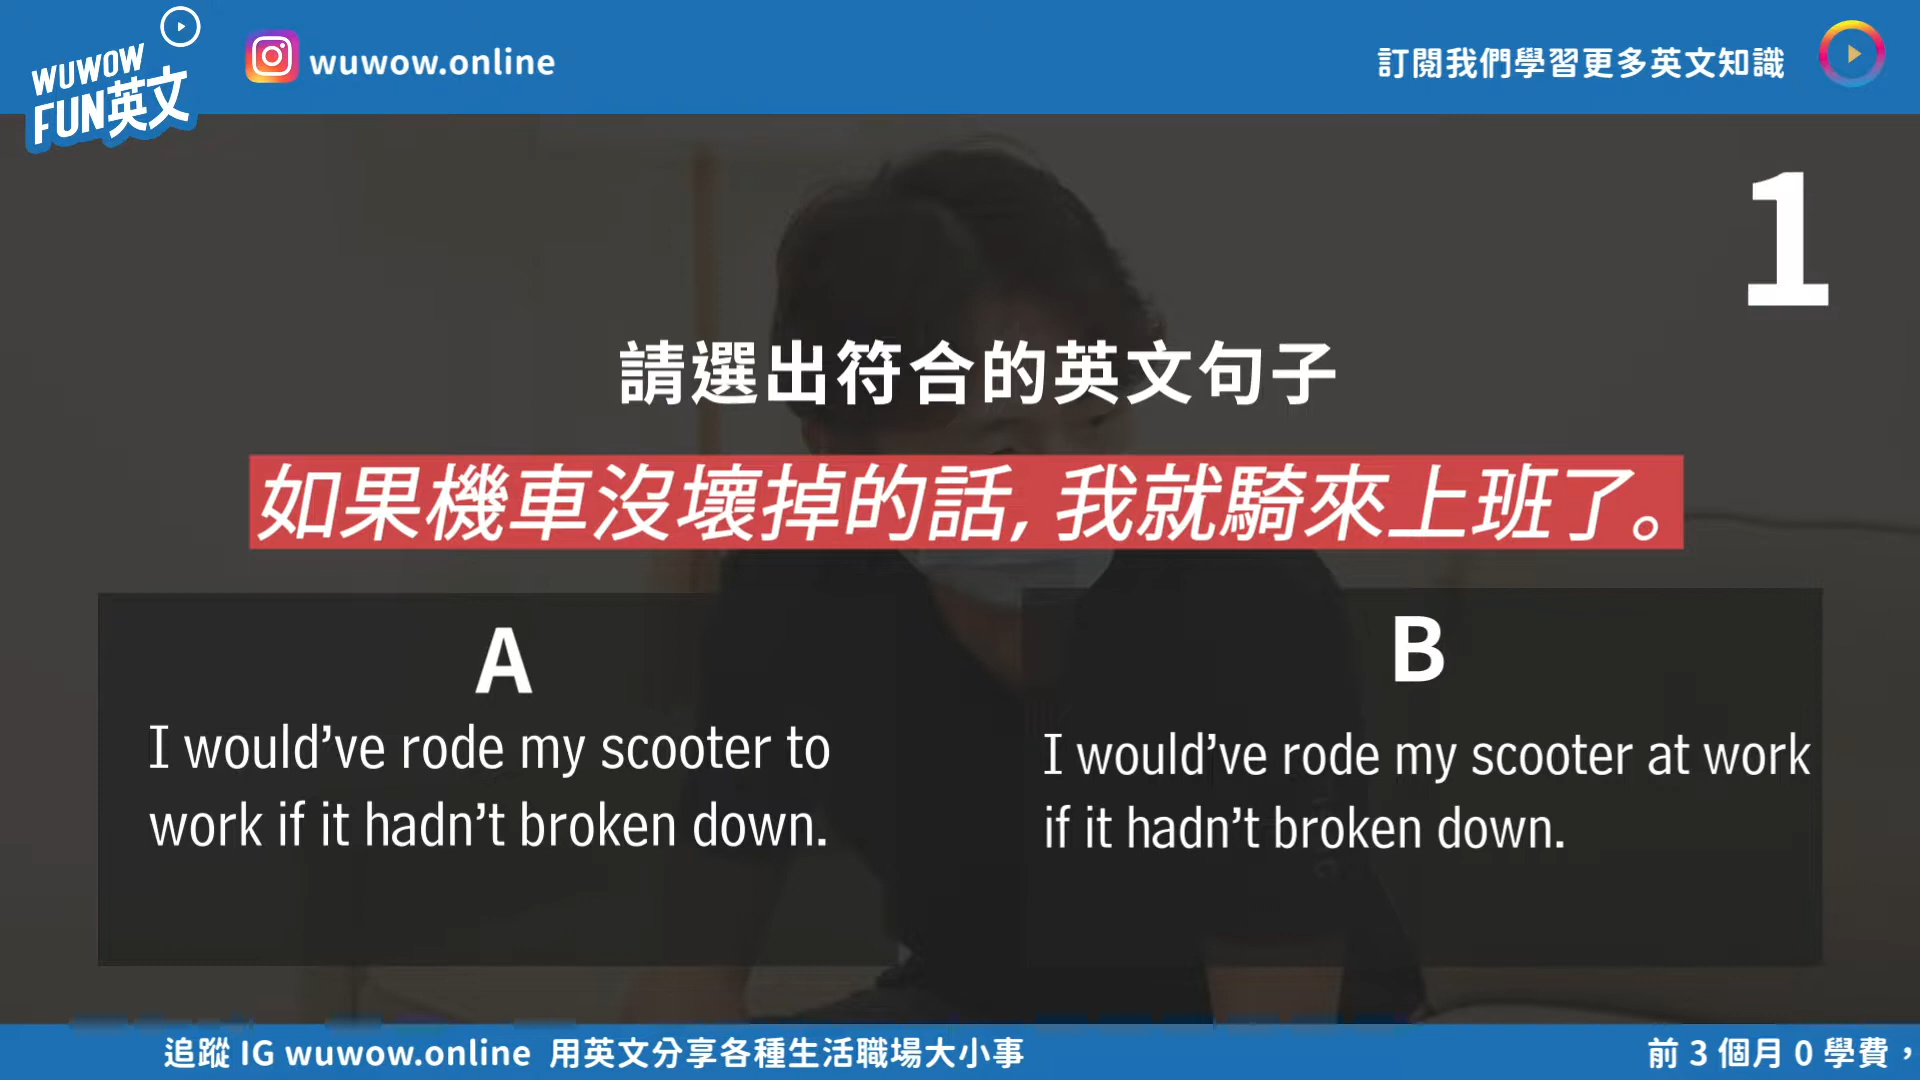 WUWOW
FUN英文
wuwow.online
訂閱我們學習更多英文知識
1
請選出符合的英文句子
如果機車沒壞掉的話, 我就騎來上班了。
A
I would’ve rode my scooter to
work if it hadn’t broken down.
B
I would’ve rode my scooter at work
if it hadn’t broken down.
追蹤 IG wuwow.online 用英文分享各種生活職場大小事
前 3 個月 0 學費，